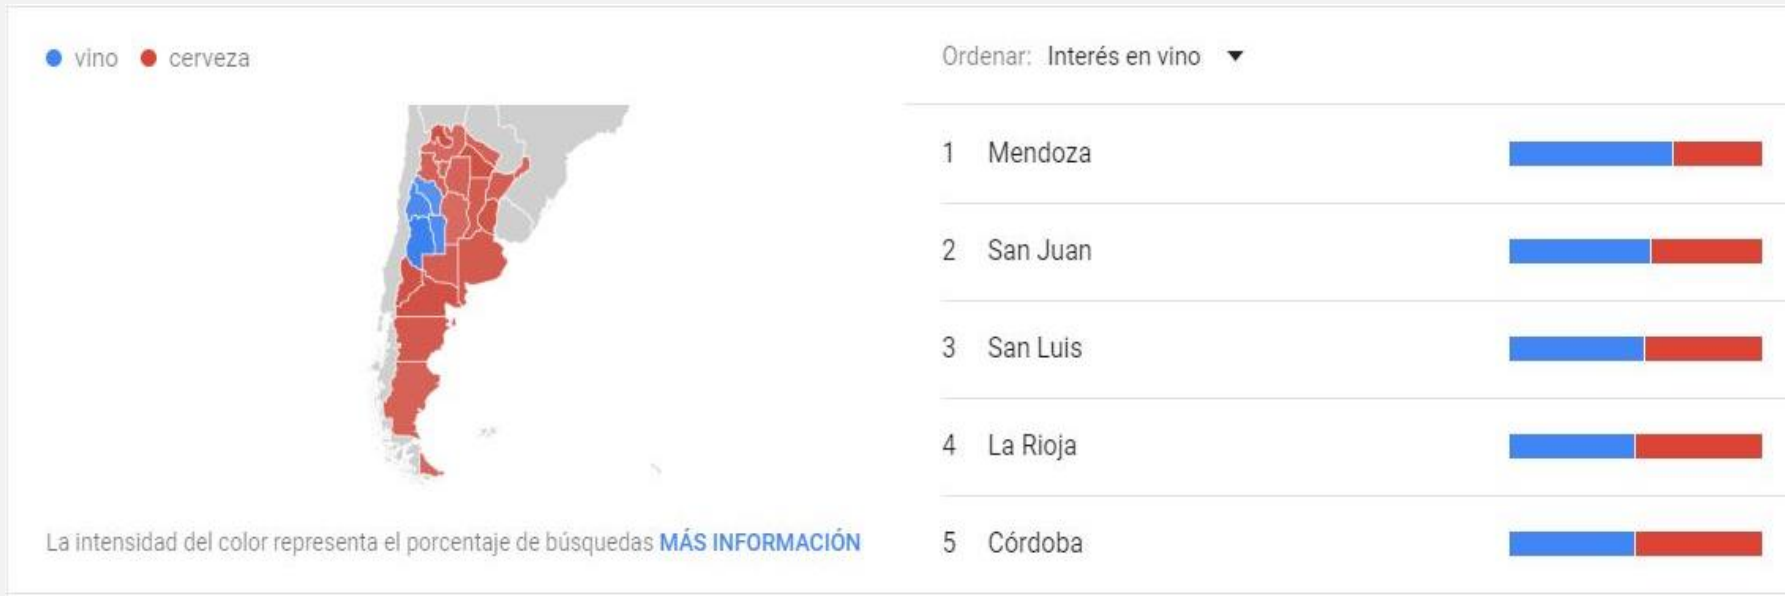 vino cerveza
Ordenar: Interés en vino
1 Mendoza
2 San Juan
3 San Luis
4 La Rioja
5 Córdoba
La intensidad del color representa el porcentaje de búsquedas MÁS INFORMACIÓN